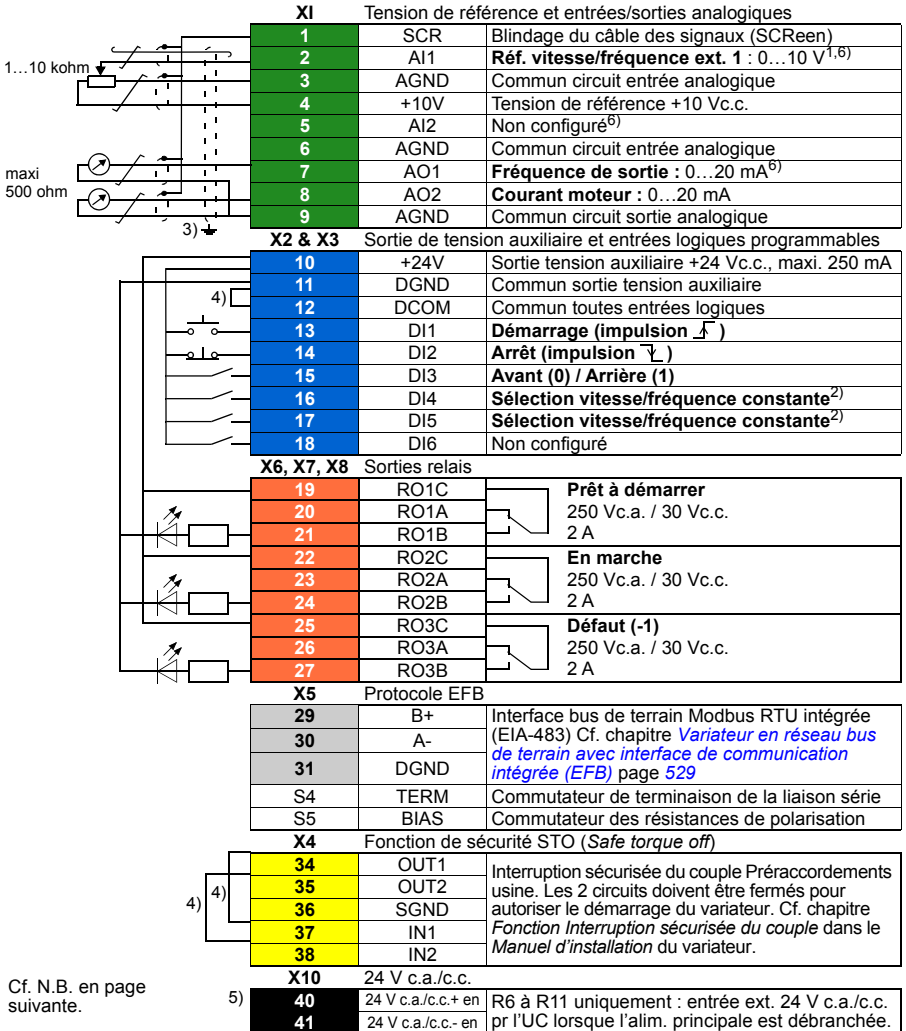 XI Tension de référence et entrées/sorties analogiques
1 SCR Blindage du câble des signaux (SCReen)
1…10 kohm
2 AI1 Réf. vitesse/fréquence ext. 1 : 0…10 V1,6)
3 AGND Commun circuit entrée analogique
4 +10V Tension de référence +10 Vc.c.
5 AI2 Non configuré6)
6 AGND Commun circuit entrée analogique
maxi
500 ohm
7 AO1 Fréquence de sortie : 0…20 mA6)
8 AO2 Courant moteur : 0…20 mA
9 AGND Commun circuit sortie analogique
3)
X2 & X3 Sortie de tension auxiliaire et entrées logiques programmables
10 +24V Sortie tension auxiliaire +24 Vc.c., maxi. 250 mA
11 DGND Commun sortie tension auxiliaire
4)
12 DCOM Commun toutes entrées logiques
13 DI1 Démarrage (impulsion )
14 DI2 Arrêt (impulsion )
15 DI3 Avant (0) / Arrière (1)
16 DI4 Sélection vitesse/fréquence constante2)
17 DI5 Sélection vitesse/fréquence constante2)
18 DI6 Non configuré
X6, X7, X8 Sorties relais
19 RO1C Prêt à démarrer
20 RO1A 250 Vc.a. / 30 Vc.c.
21 RO1B 2 A
22 RO2C En marche
23 RO2A 250 Vc.a. / 30 Vc.c.
24 RO2B 2 A
25 RO3C Défaut (-1)
26 RO3A 250 Vc.a. / 30 Vc.c.
27 RO3B 2 A
X5 Protocole EFB
29 B+
30 A-
31 DGND
Interface bus de terrain Modbus RTU intégrée
(EIA-483) Cf. chapitre Variateur en réseau bus
de terrain avec interface de communication
intégrée (EFB) page 529
S4 TERM Commutateur de terminaison de la liaison série
S5 BIAS Commutateur des résistances de polarisation
X4 Fonction de sécurité STO (Safe torque off)
34 OUT1
35 OUT2
36 SGND
37 IN1
38 IN2
4) 4)
Interruption sécurisée du couple Préraccordements
usine. Les 2 circuits doivent être fermés pour
autoriser le démarrage du variateur. Cf. chapitre
Fonction Interruption sécurisée du couple dans le
Manuel d'installation du variateur.
X10 24 V c.a./c.c.
Cf. N.B. en page
suivante.
5)
40 24 V c.a./c.c.+ en R6 à R11 uniquement : entrée ext. 24 V c.a./c.c.
41 24 V c.a./c.c.- en pr l'UC lorsque l'alim. principale est débranchée.